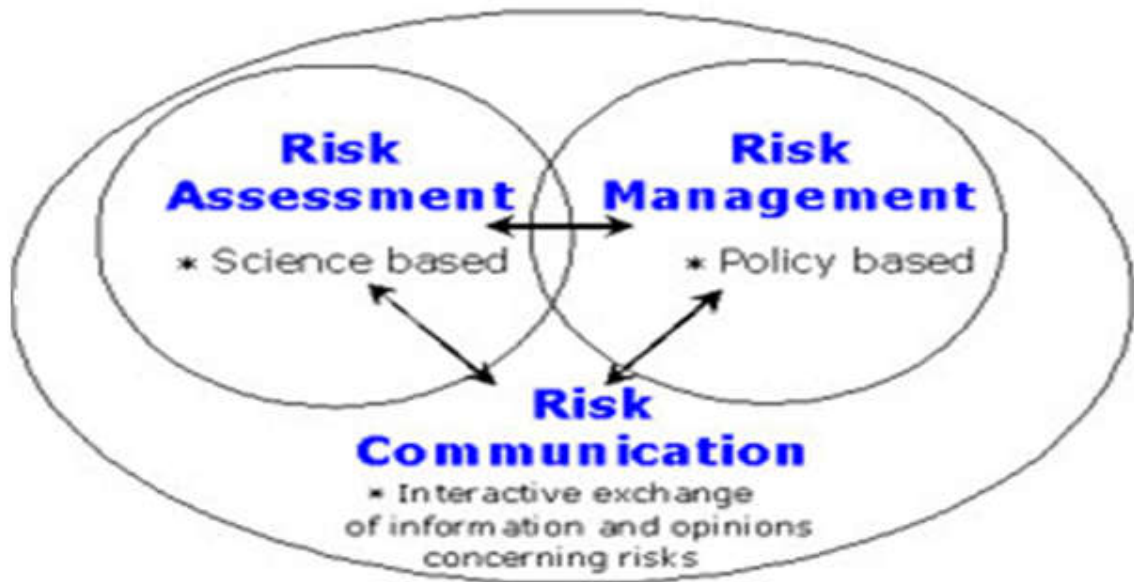 Risk
Assessment
* Science based
Risk
Management
* Policy based
Risk
Communication
* Interactive exchange
of information and opinions
concerning risks